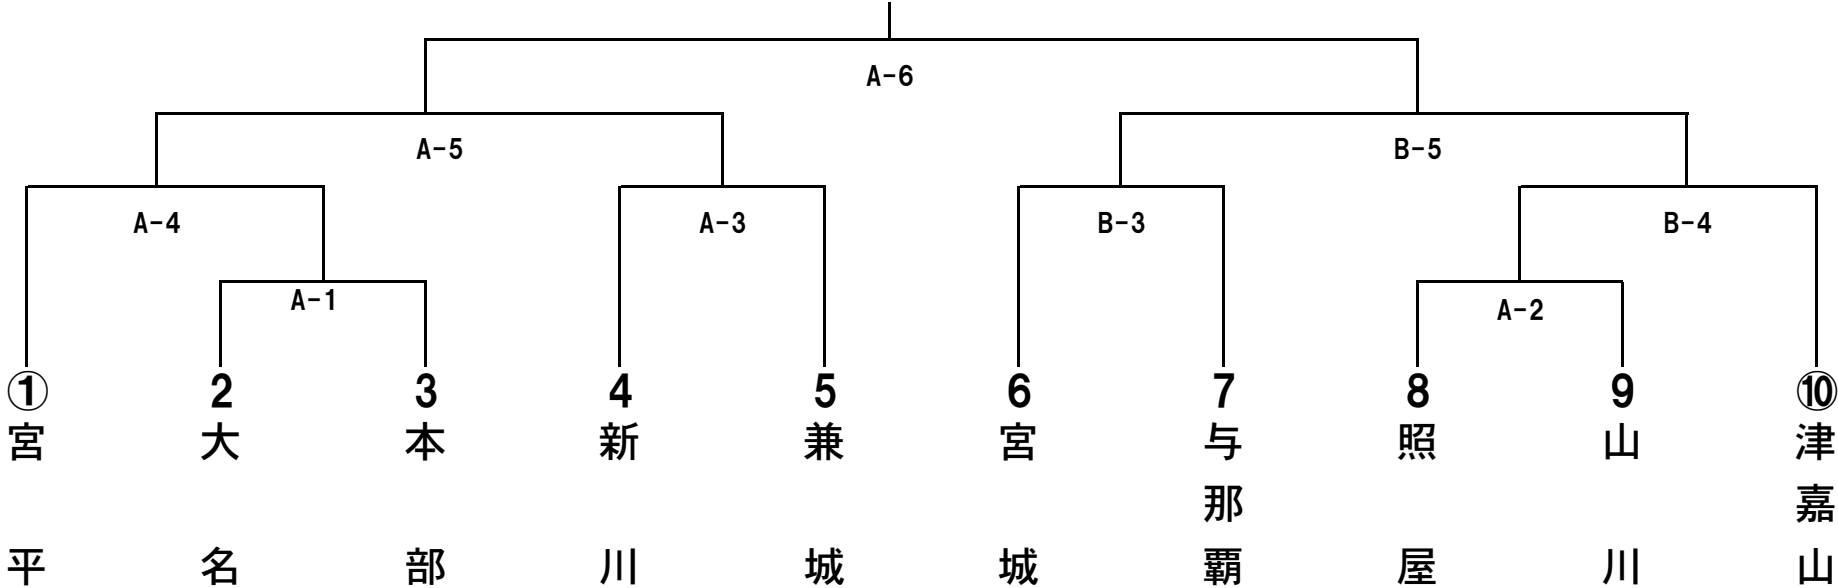 A-6
A-5
B-5
A-4
A-3
B-3
B-4
A-1
A-2
① 2 3 4 5 6 7 8 9 ⑩
宮平
大名
本部
新川
兼城
宮城
与那覇
照屋
山川
津嘉山